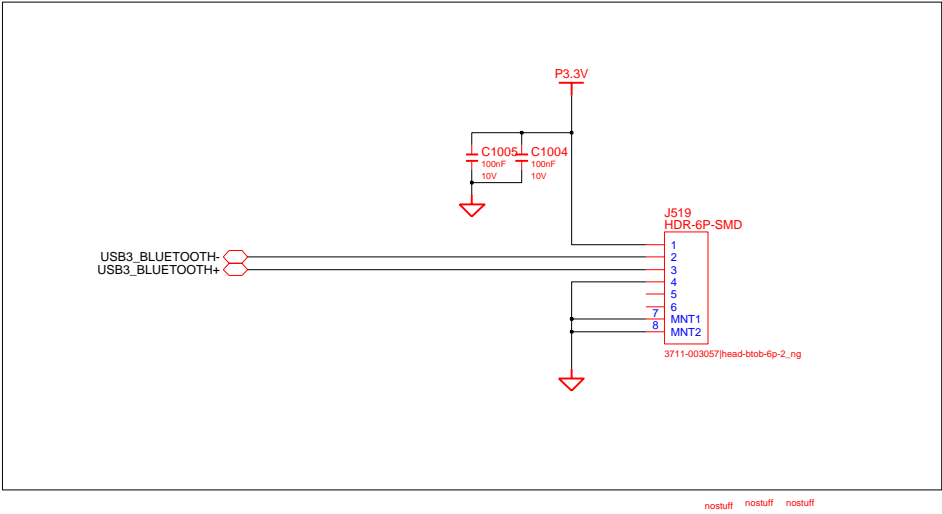 P3.3V
C1005
100nF
10V
C1004
100nF
10V
J519
HDR-6P-SMD
USB3_BLUETOOTH-
USB3_BLUETOOTH+
1
2
3
4
5
6
7 MNT1
8 MNT2
3711-003057|head-btob-6p-2_ng
nostuff nostuff nostuff